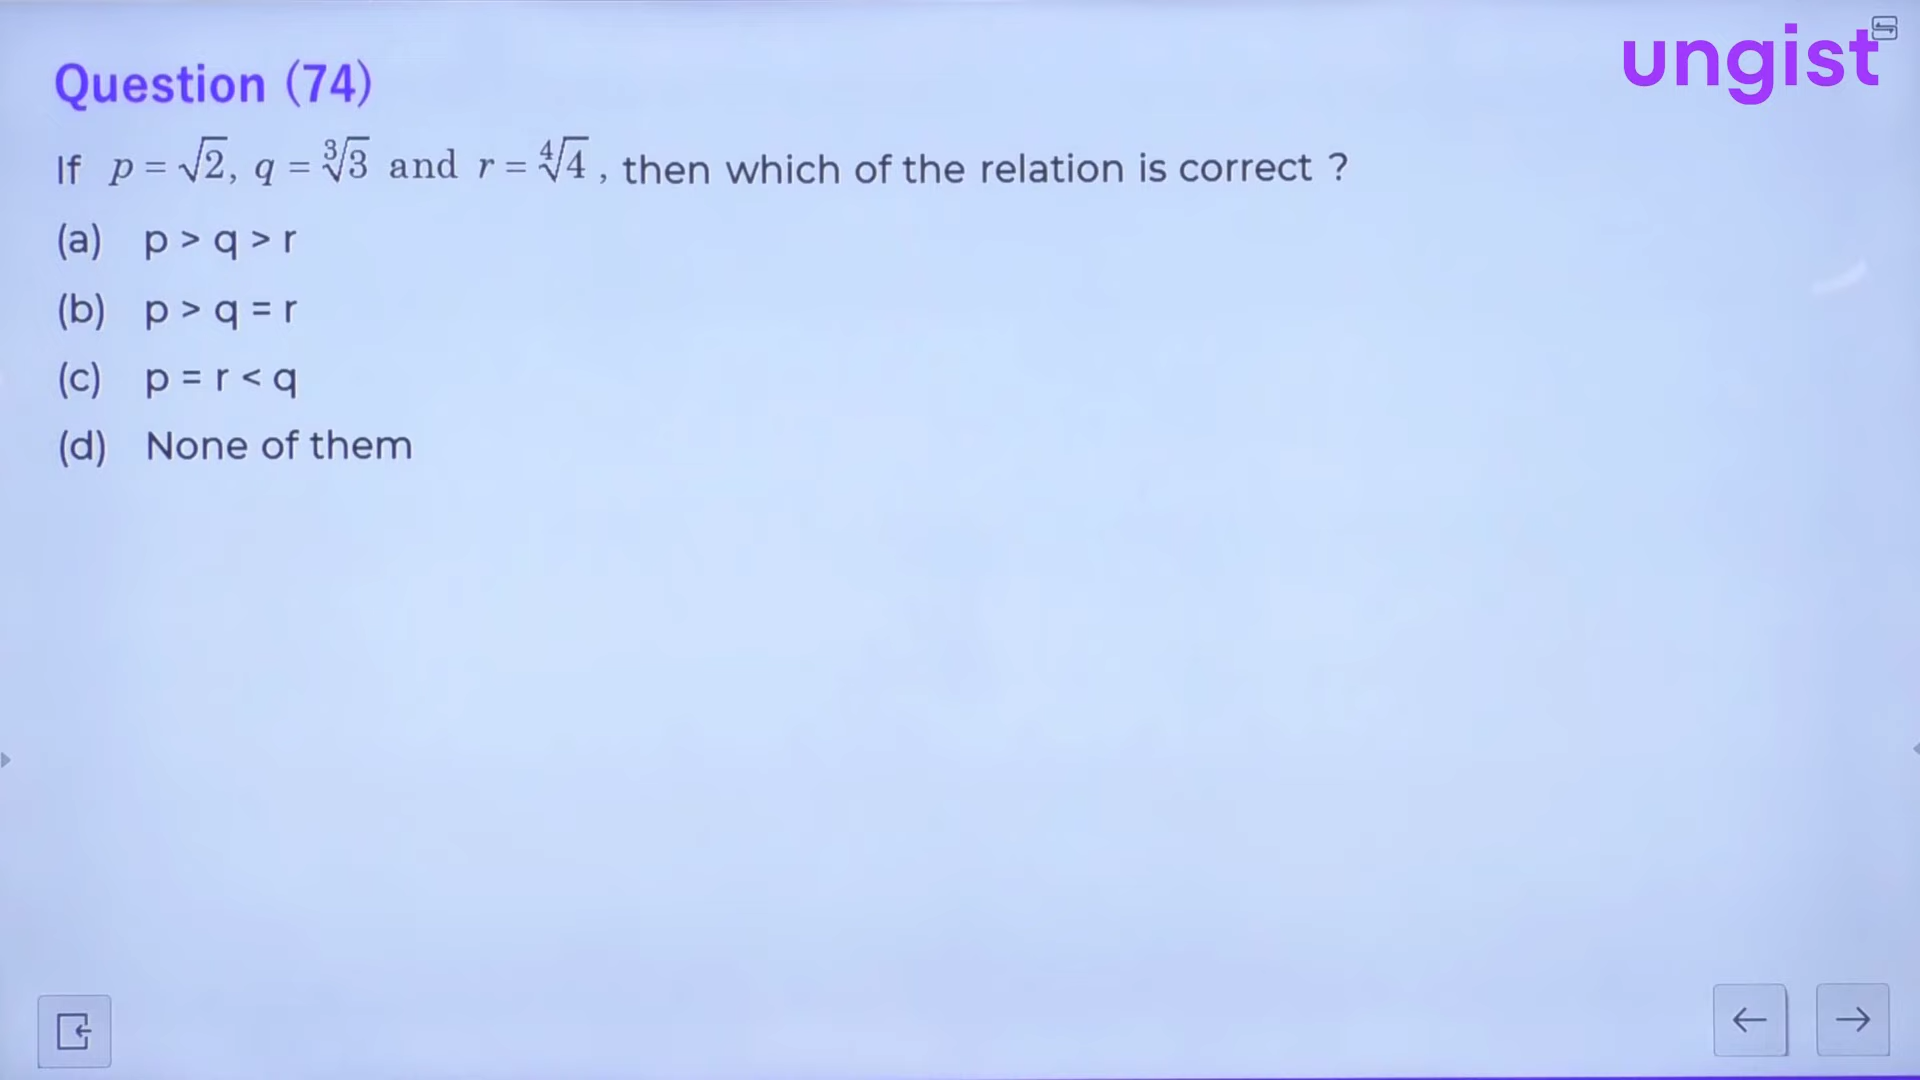 ungist
Question (74)
If p = √2, q = ∛3 and r = ∜4, then which of the relation is correct ?
(a) p > q > r
(b) p > q = r
(c) p = r < q
(d) None of them